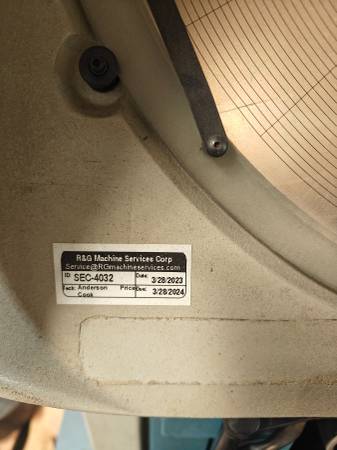 R&G Machine Services Corp
Service@RGmachineservices.com
ID: SEC-4032 Date: 3/28/2023
Tech: Anderson Price Due: 3/28/2024
Cook